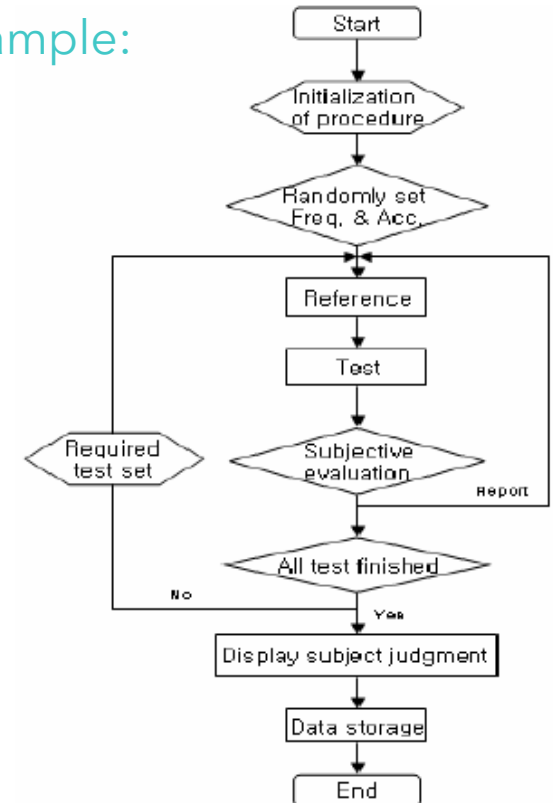 ample:
Start
Initialization
of procedure
Randomly set
Freq. & Acc.
Reference
Test
Required
test set
Subjective
evaluation
Report
All test finished
No
Yes
Display subject judgment
Data storage
End